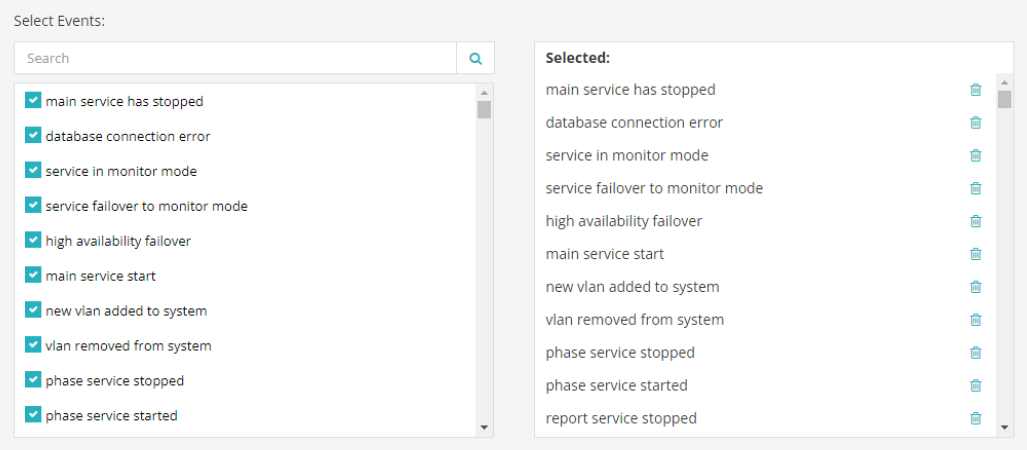 Select Events:
Search
main service has stopped
database connection error
service in monitor mode
service failover to monitor mode
high availability failover
main service start
new vlan added to system
vlan removed from system
phase service stopped
phase service started
Selected:
main service has stopped
database connection error
service in monitor mode
service failover to monitor mode
high availability failover
main service start
new vlan added to system
vlan removed from system
phase service stopped
phase service started
report service stopped